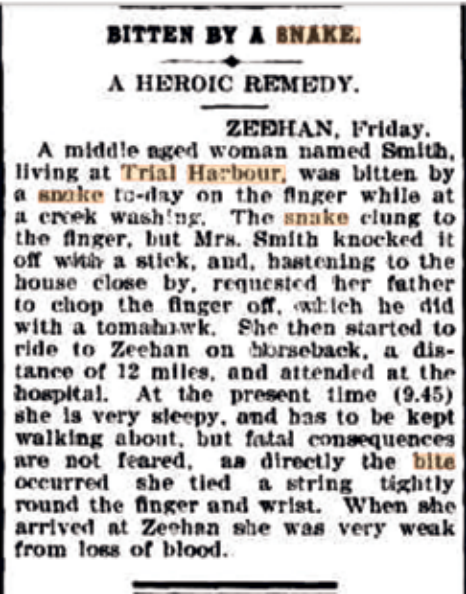 BITTEN BY A SNAKE.
A HEROIC REMEDY.
ZEEHAN, Friday.
A middle aged woman named Smith,
living at Trial Harbour, was bitten by
a snake to-day on the finger while at
a creek washing. The snake clung to
the finger, but Mrs. Smith knocked it
off with a stick, and, hastening to the
house close by, requested her father
to chop the finger off, which he did
with a tomahawk. She then started to
ride to Zeehan on horseback, a dis-
tance of 12 miles, and attended at the
hospital. At the present time (9.45)
she is very sleepy, and has to be kept
walking about, but fatal consequences
are not feared, as directly the bite
occurred she tied a string tightly
round the finger and wrist. When she
arrived at Zeehan she was very weak
from loss of blood.